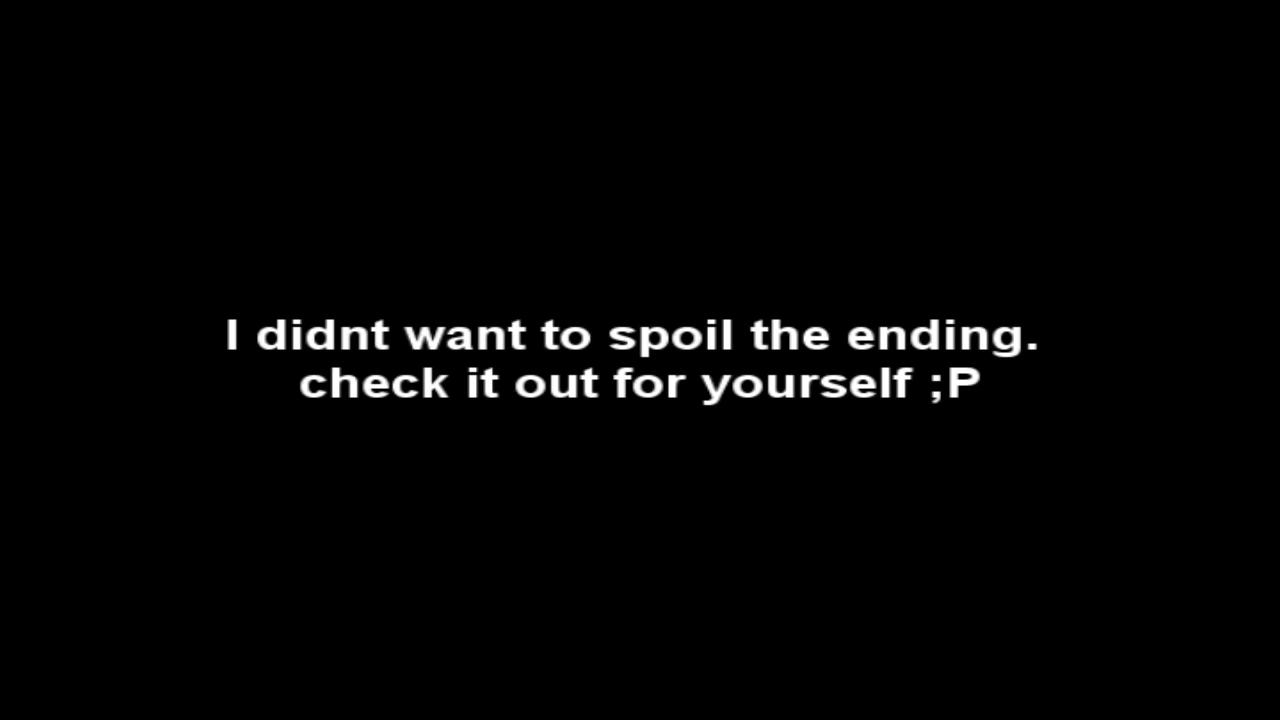 I didnt want to spoil the ending.
check it out for yourself ;P